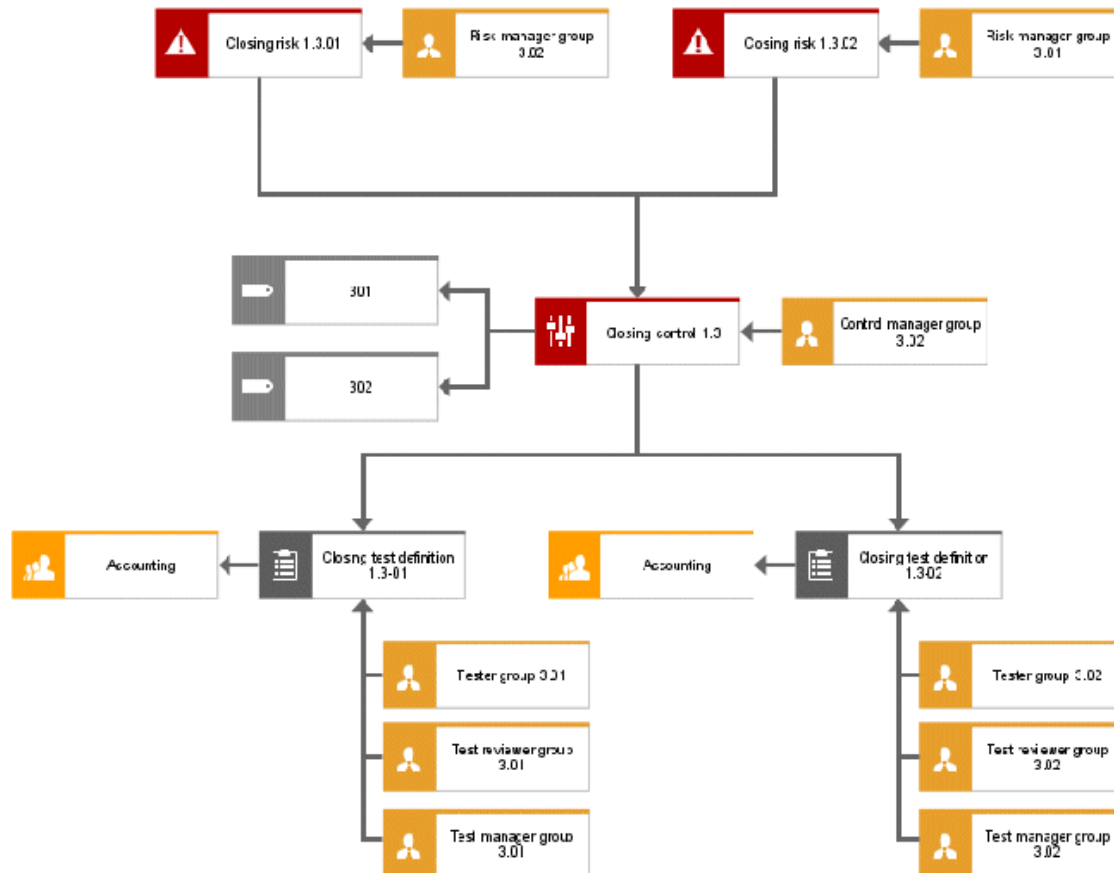 Closing risk 1.3.01
Risk manager group
3.02
Cosing risk 1.3.02
Risk manager group
3.01
301
302
Closing control 1.3
Control manager group
3.02
Accounting
Closing test definition
1.3-01
Accounting
Closing test definition
1.3-02
Tester group 3.01
Test reviewer group
3.01
Test manager group
3.01
Tester group 3.02
Test reviewer group
3.02
Test manager group
3.02